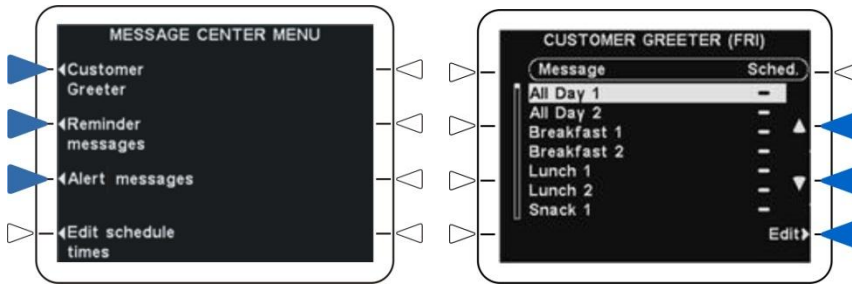 MESSAGE CENTER MENU
Customer
Greeter
Reminder
messages
Alert messages
Edit schedule
times
CUSTOMER GREETER (FRI)
Message Sched.
All Day 1 –
All Day 2 –
Breakfast 1 –
Breakfast 2 –
Lunch 1 –
Lunch 2 –
Snack 1 –
Edit